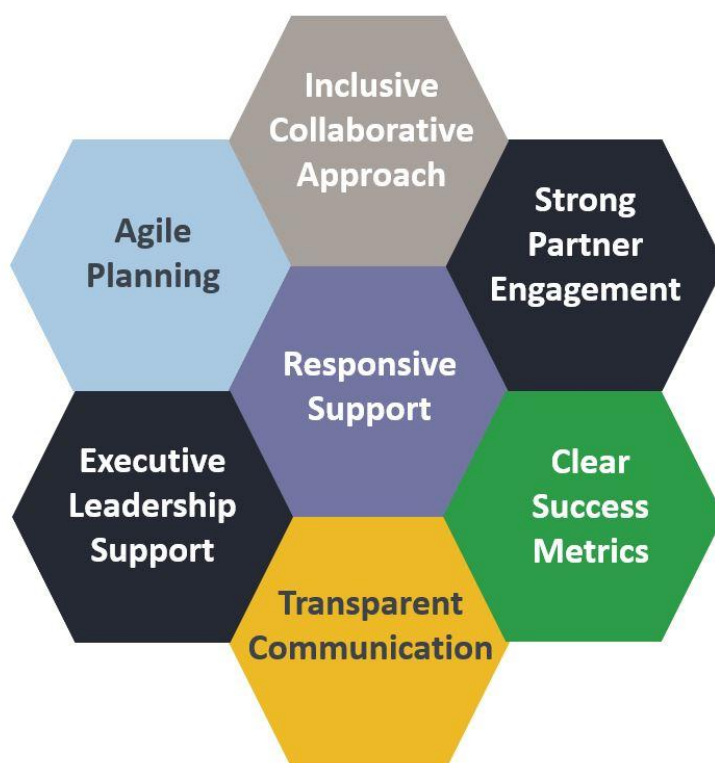 Inclusive
Collaborative
Approach
Agile
Planning
Strong
Partner
Engagement
Responsive
Support
Executive
Leadership
Support
Clear
Success
Metrics
Transparent
Communication